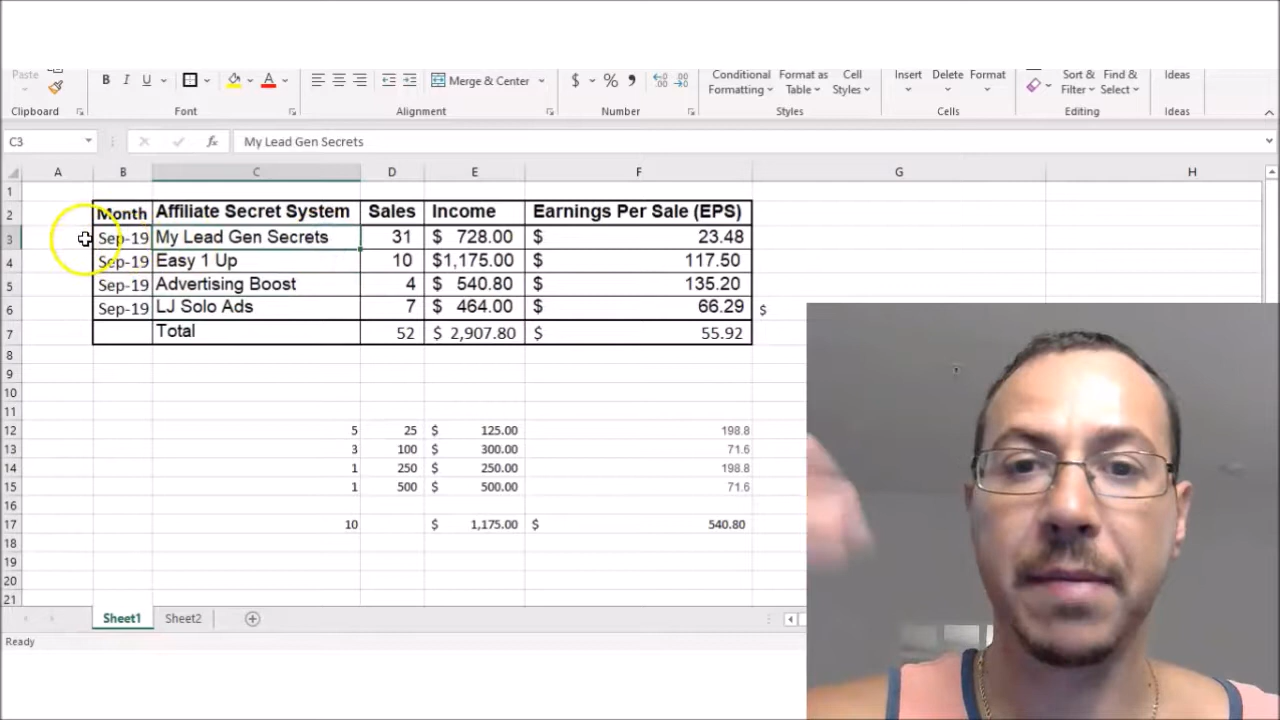 Paste
B I U A Merge & Center $ % Conditional Format as Cell Insert Delete Format Sort & Find & Ideas
Formatting Table Styles Filter Select
Clipboard Font Alignment Number Styles Cells Editing Ideas
C3 fx My Lead Gen Secrets
A B C D E F G H
1
2 Month Affiliate Secret System Sales Income Earnings Per Sale (EPS)
3 Sep-19 My Lead Gen Secrets 31 $ 728.00 $ 23.48
4 Sep-19 Easy 1 Up 10 $1,175.00 $ 117.50
5 Sep-19 Advertising Boost 4 $ 540.80 $ 135.20
6 Sep-19 LJ Solo Ads 7 $ 464.00 $ 66.29 $
7 Total 52 $ 2,907.80 $ 55.92
8
9
10
11
12 5 25 $ 125.00 198.8
13 3 100 $ 300.00 71.6
14 1 250 $ 250.00 198.8
15 1 500 $ 500.00 71.6
16
17 10 $ 1,175.00 $ 540.80
18
19
20
21
Sheet1 Sheet2
Ready